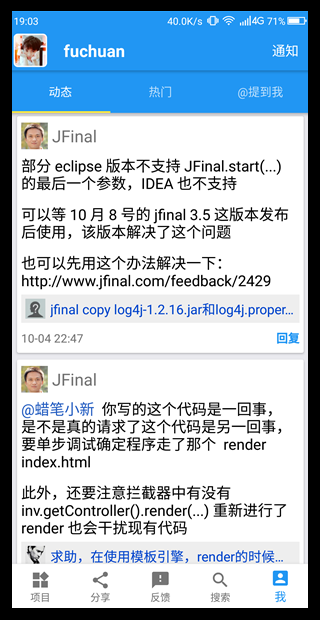 19:03 40.0K/s 4G 71%
fuchuan 通知
动态 热门 @提到我
JFinal
部分 eclipse 版本不支持 JFinal.start(...)
的最后一个参数，IDEA 也不支持
可以等 10 月 8 号的 jfinal 3.5 这版本发布
后使用，该版本解决了这个问题
也可以先用这个办法解决一下：
http://www.jfinal.com/feedback/2429
jfinal copy log4j-1.2.16.jar和log4j.proper…
10-04 22:47 回复
JFinal
@蜡笔小新 你写的这个代码是一回事，
是不是真的请求了这个代码是另一回事，
要单步调试确定程序走了那个 render
index.html
此外，还要注意拦截器中有没有
inv.getController().render(...) 重新进行了
render 也会干扰现有代码
求助，在使用模板引擎，render的时候…
项目 分享 反馈 搜索 我